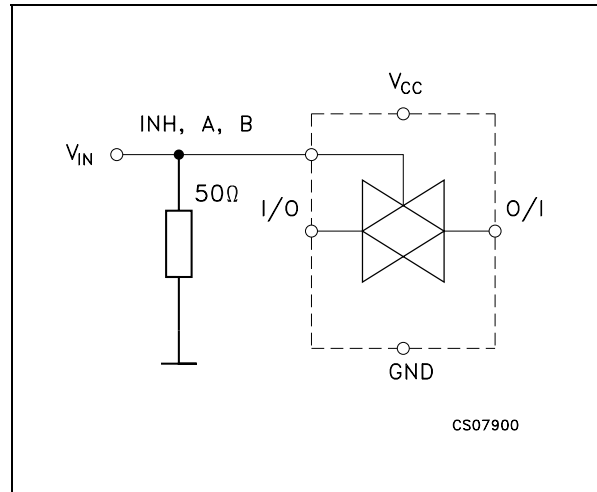 V_CC
INH, A, B
V_IN
50Ω
I/O
O/I
GND
CS07900